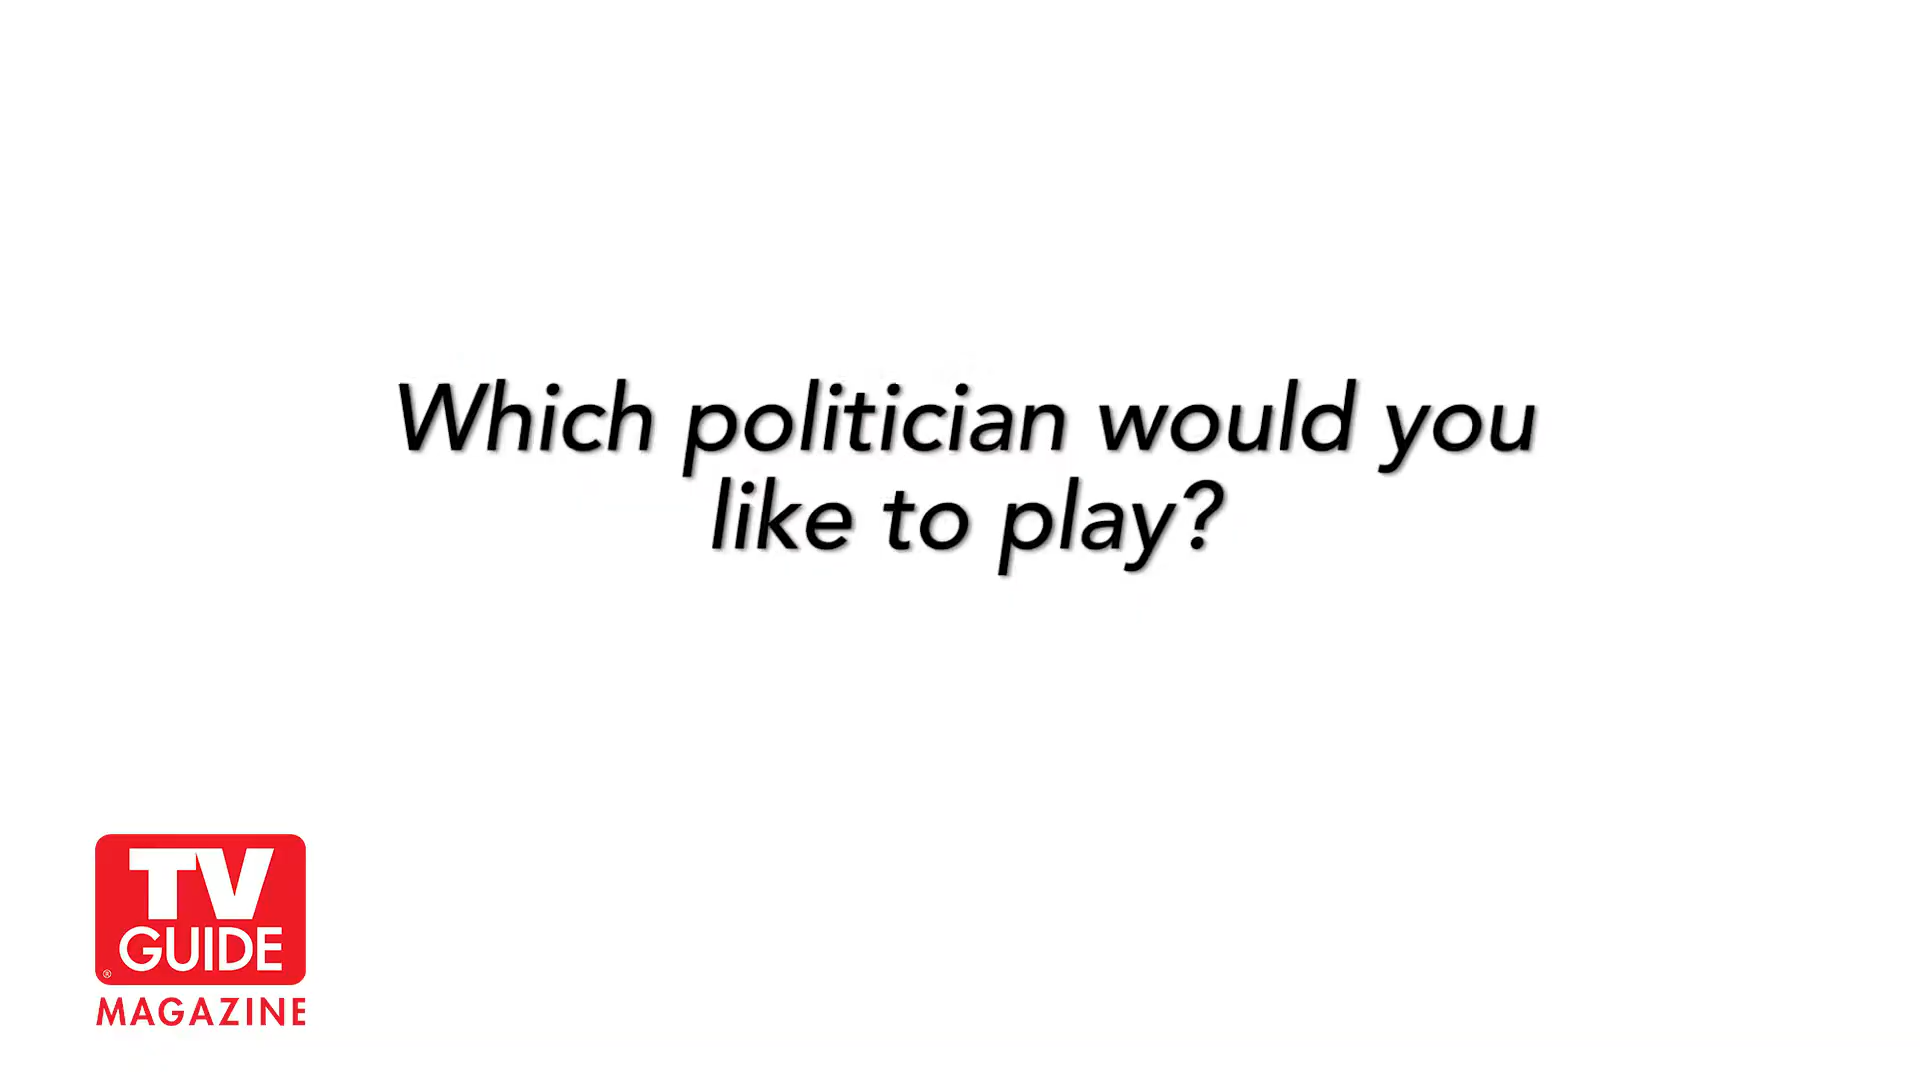 Which politician would you
like to play?
TV
GUIDE
®
MAGAZINE